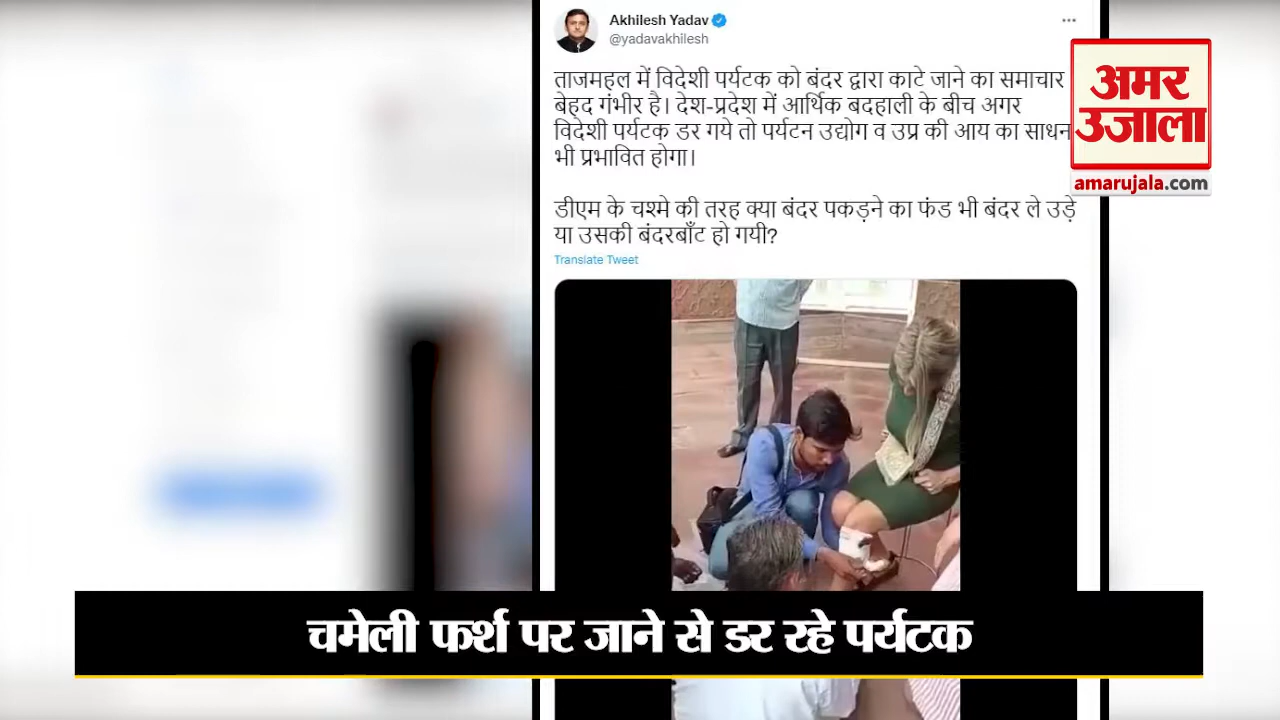 Akhilesh Yadav
@yadavakhilesh
ताजमहल में विदेशी पर्यटक को बंदर द्वारा काटे जाने का समाचार
बेहद गंभीर है। देश-प्रदेश में आर्थिक बदहाली के बीच अगर
विदेशी पर्यटक डर गये तो पर्यटन उद्योग व उप्र की आय का साधन
भी प्रभावित होगा।
डीएम के चश्मे की तरह क्या बंदर पकड़ने का फंड भी बंदर ले उड़े
या उसकी बंदरबाँट हो गयी?
Translate Tweet
अमर
उजाला
amarujala.com
चमेली फर्श पर जाने से डर रहे पर्यटक